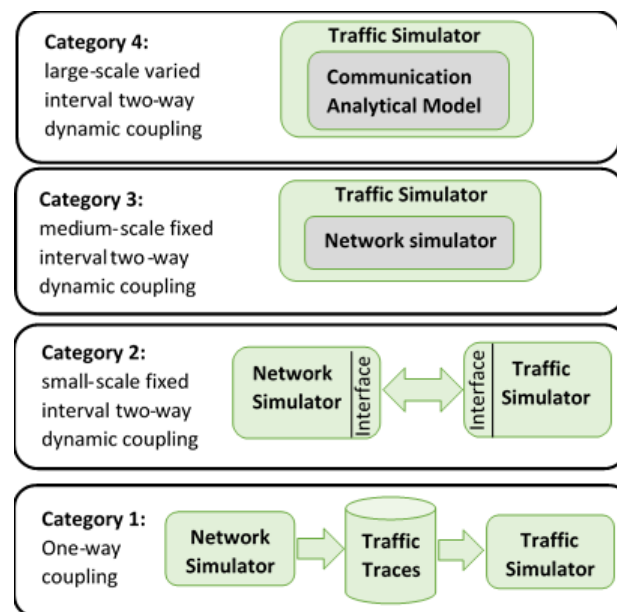 Category 4:
large-scale varied
interval two-way
dynamic coupling
Traffic Simulator
Communication
Analytical Model
Category 3:
medium-scale fixed
interval two-way
dynamic coupling
Traffic Simulator
Network simulator
Category 2:
small-scale fixed
interval two-way
dynamic coupling
Network
Simulator
Interface
Interface
Traffic
Simulator
Category 1:
One-way
coupling
Network
Simulator
Traffic
Traces
Traffic
Simulator